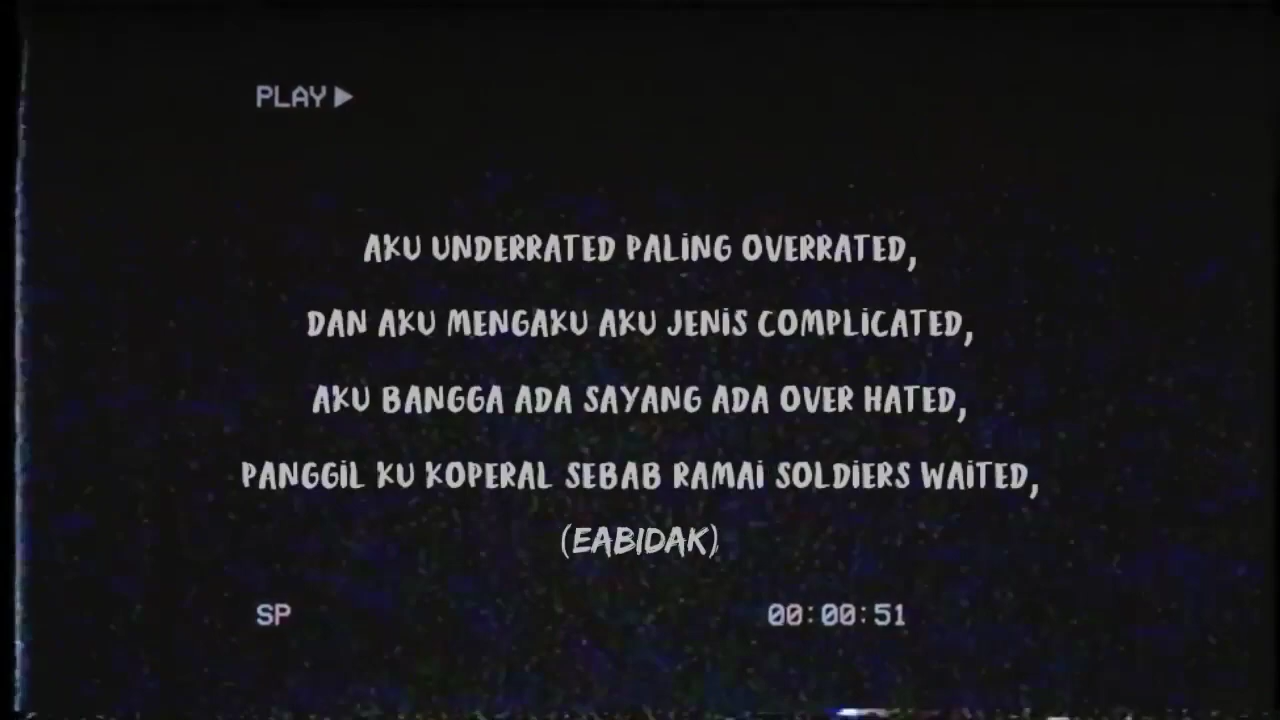 PLAY ▶
AKU UNDERRATED PALING OVERRATED,
DAN AKU MENGAKU AKU JENIS COMPLICATED,
AKU BANGGA ADA SAYANG ADA OVER HATED,
PANGGIL KU KOPERAL SEBAB RAMAI SOLDIERS WAITED,
(EABIDAK)
SP 00:00:51